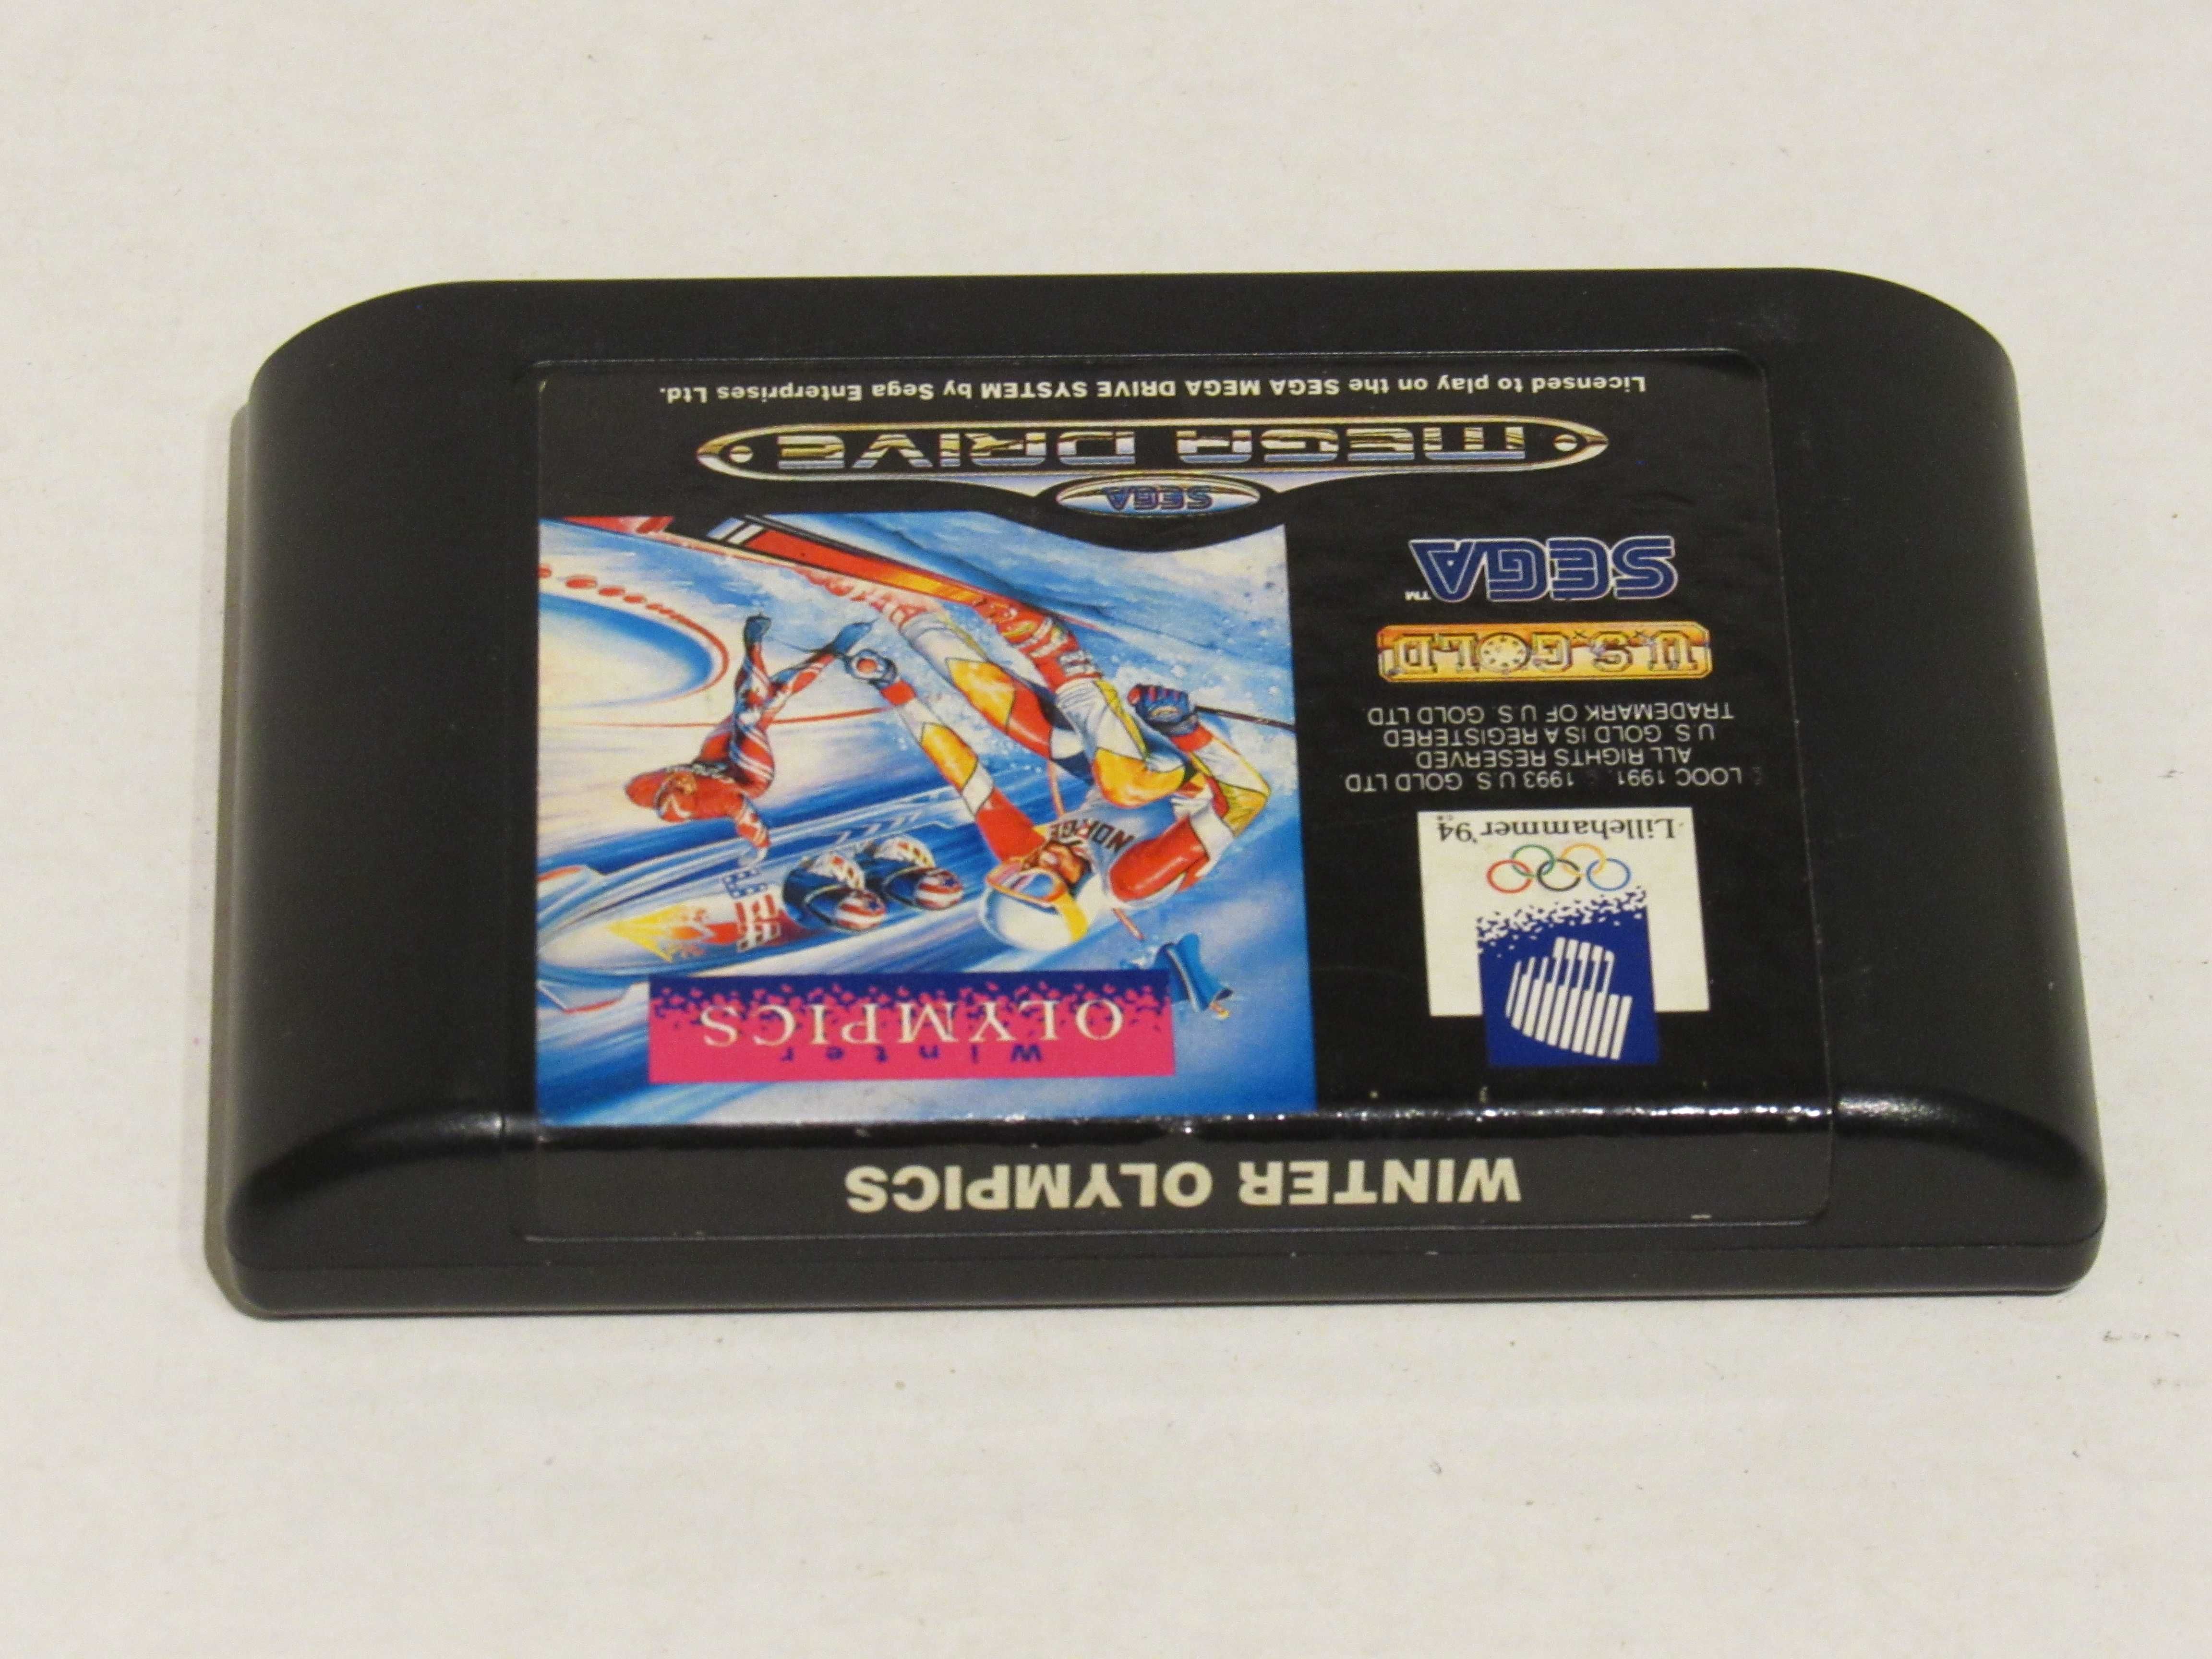 WINTER OLYMPICS
Winter
OLYMPICS
NORGE
Lillehammer '94
LOOC 1991. 1993 U.S. GOLD LTD.
ALL RIGHTS RESERVED
U.S. GOLD IS A REGISTERED
TRADEMARK OF U.S. GOLD LTD.
U.S. GOLD
SEGA™
SEGA
MEGA DRIVE
Licensed to play on the SEGA MEGA DRIVE SYSTEM by Sega Enterprises Ltd.